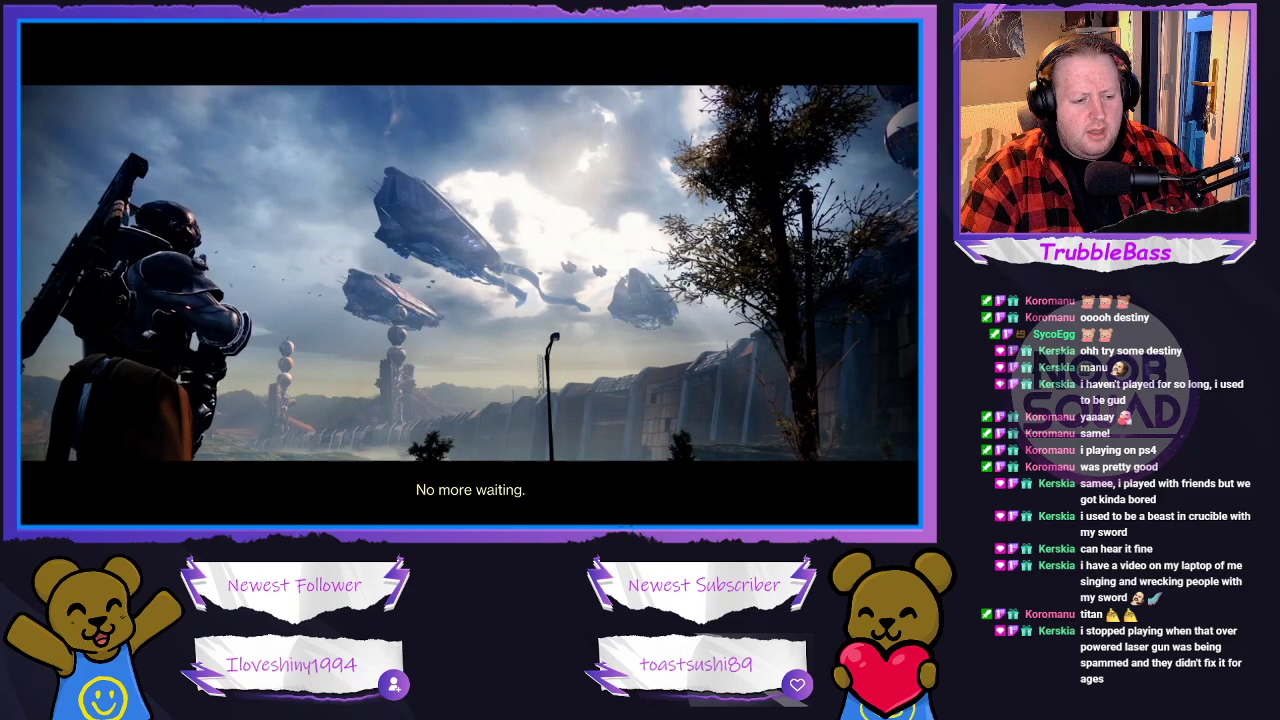 No more waiting.
TrubbleBass
Koromanu
Koromanu ooooh destiny
SycoEgg
Kerskia ohh try some destiny
Kerskia manu
Kerskia i haven't played for so long, i used
to be gud
Koromanu yaaaay
Koromanu same!
Koromanu i playing on ps4
Koromanu was pretty good
Kerskia samee, i played with friends but we
got kinda bored
Kerskia i used to be a beast in crucible with
my sword
Kerskia can hear it fine
Kerskia i have a video on my laptop of me
singing and wrecking people with
my sword
Koromanu titan
Kerskia i stopped playing when that over
powered laser gun was being
spammed and they didn't fix it for
ages
NOOB
SQUAD
Newest Follower
Iloveshiny1994
Newest Subscriber
toastsushi89